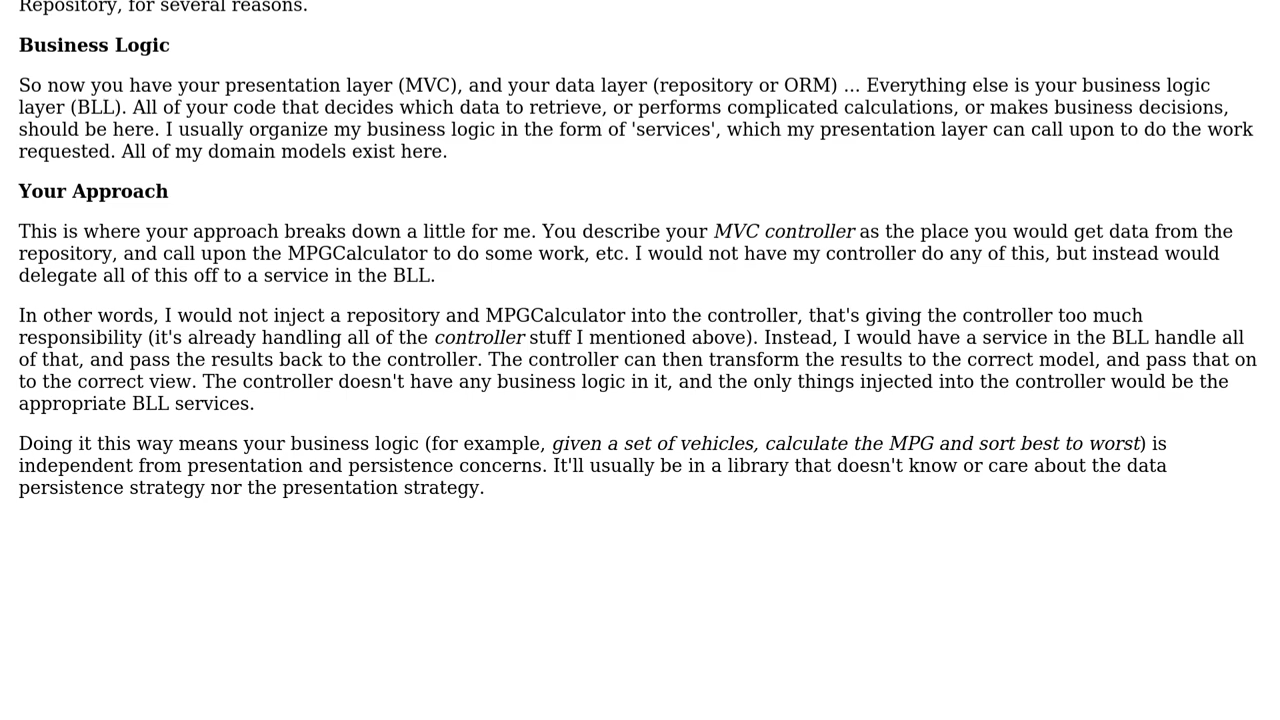 Repository, for several reasons.
Business Logic
So now you have your presentation layer (MVC), and your data layer (repository or ORM) ... Everything else is your business logic
layer (BLL). All of your code that decides which data to retrieve, or performs complicated calculations, or makes business decisions,
should be here. I usually organize my business logic in the form of 'services', which my presentation layer can call upon to do the work
requested. All of my domain models exist here.
Your Approach
This is where your approach breaks down a little for me. You describe your MVC controller as the place you would get data from the
repository, and call upon the MPGCalculator to do some work, etc. I would not have my controller do any of this, but instead would
delegate all of this off to a service in the BLL.
In other words, I would not inject a repository and MPGCalculator into the controller, that's giving the controller too much
responsibility (it's already handling all of the controller stuff I mentioned above). Instead, I would have a service in the BLL handle all
of that, and pass the results back to the controller. The controller can then transform the results to the correct model, and pass that on
to the correct view. The controller doesn't have any business logic in it, and the only things injected into the controller would be the
appropriate BLL services.
Doing it this way means your business logic (for example, given a set of vehicles, calculate the MPG and sort best to worst) is
independent from presentation and persistence concerns. It'll usually be in a library that doesn't know or care about the data
persistence strategy nor the presentation strategy.